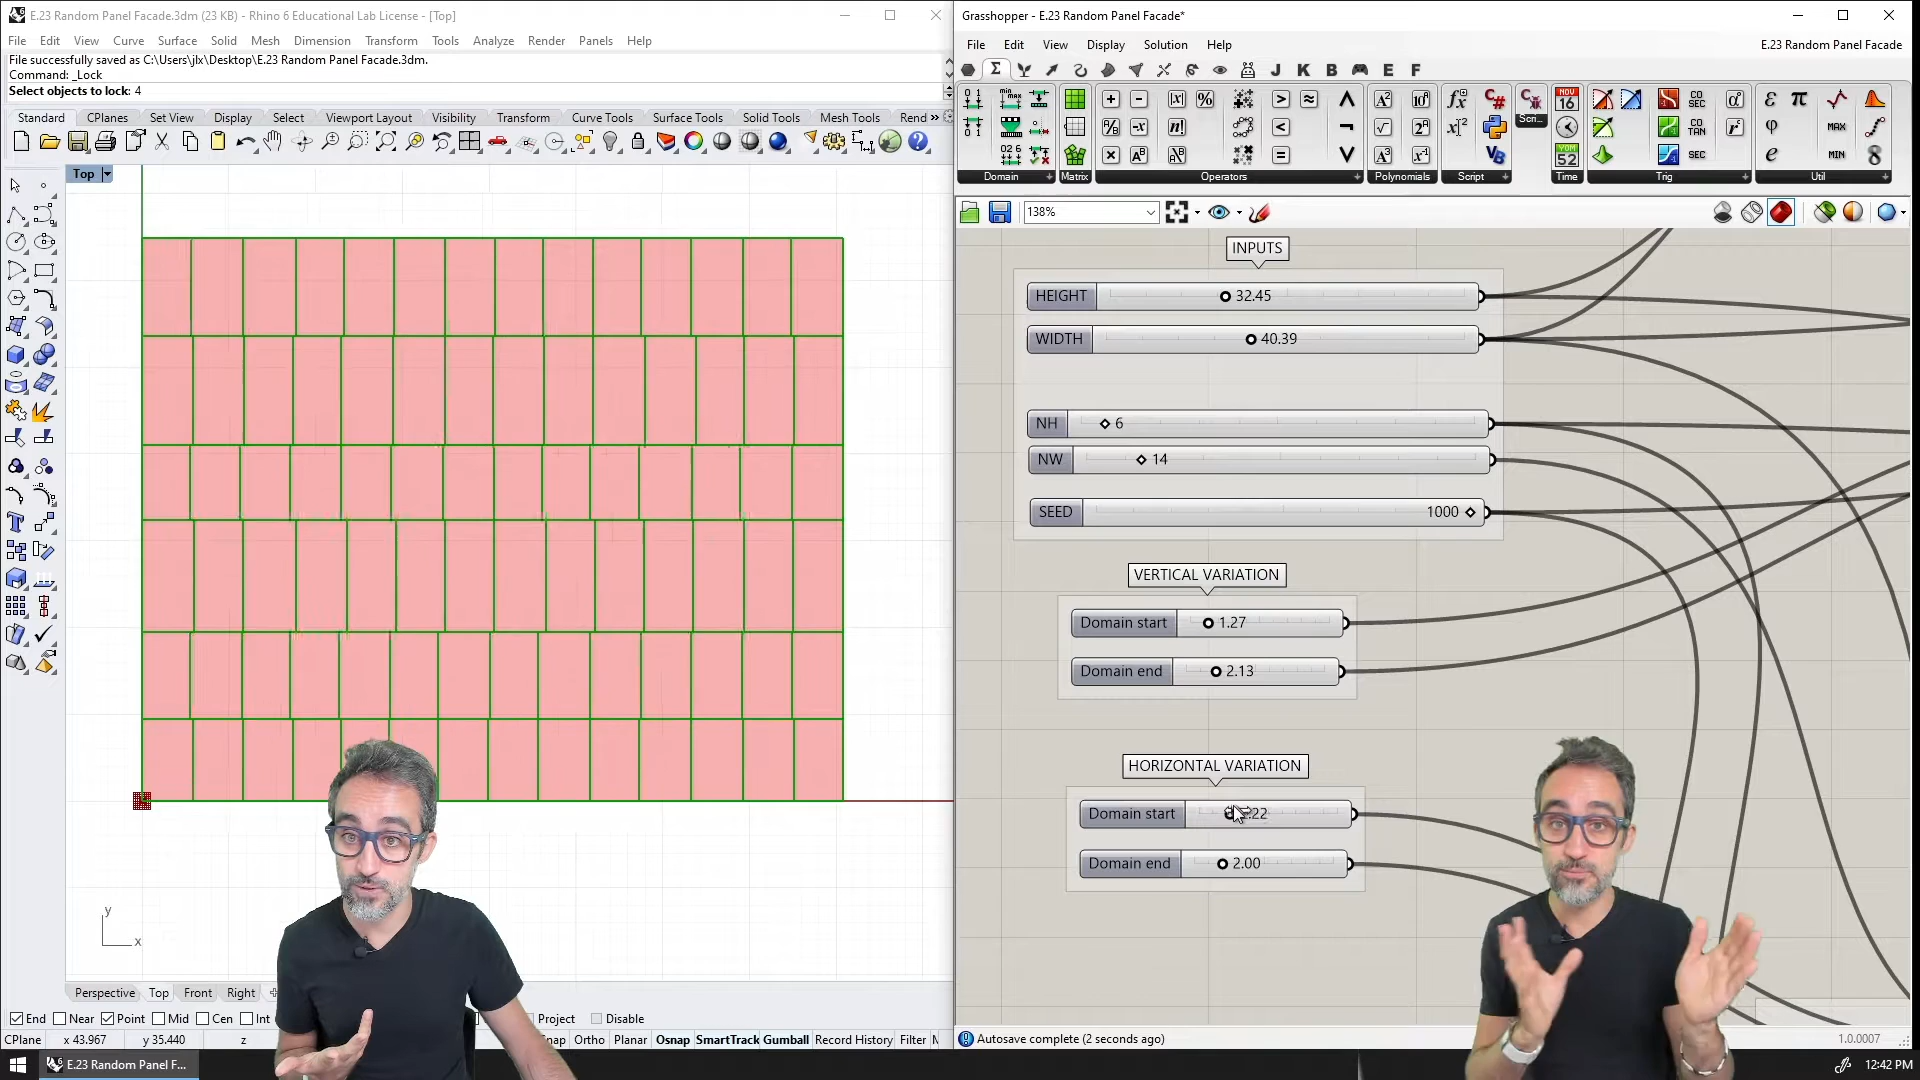 E.23 Random Panel Facade.3dm (23 KB) - Rhino 6 Educational Lab License - [Top]
File Edit View Curve Surface Solid Mesh Dimension Transform Tools Analyze Render Panels Help
File successfully saved as C:\Users\jlx\Desktop\E.23 Random Panel Facade.3dm.
Command: _Lock
Select objects to lock: 4
Standard CPlanes Set View Display Select Viewport Layout Visibility Transform Curve Tools Surface Tools Solid Tools Mesh Tools Rend »
Top
y
x
Perspective Top Front Right
End Near Point Mid Cen Int Project Disable
CPlane x 43.967 y 35.440 z nap Ortho Planar Osnap SmartTrack Gumball Record History Filter M
E.23 Random Panel F...
Grasshopper - E.23 Random Panel Facade*
File Edit View Display Solution Help
E.23 Random Panel Facade
J K B E F
Domain Matrix Operators Polynomials Script Time Trig Util
138%
INPUTS
HEIGHT 32.45
WIDTH 40.39
NH 6
NW 14
SEED 1000
VERTICAL VARIATION
Domain start 1.27
Domain end 2.13
HORIZONTAL VARIATION
Domain start .22
Domain end 2.00
Autosave complete (2 seconds ago)
1.0.0007
12:42 PM